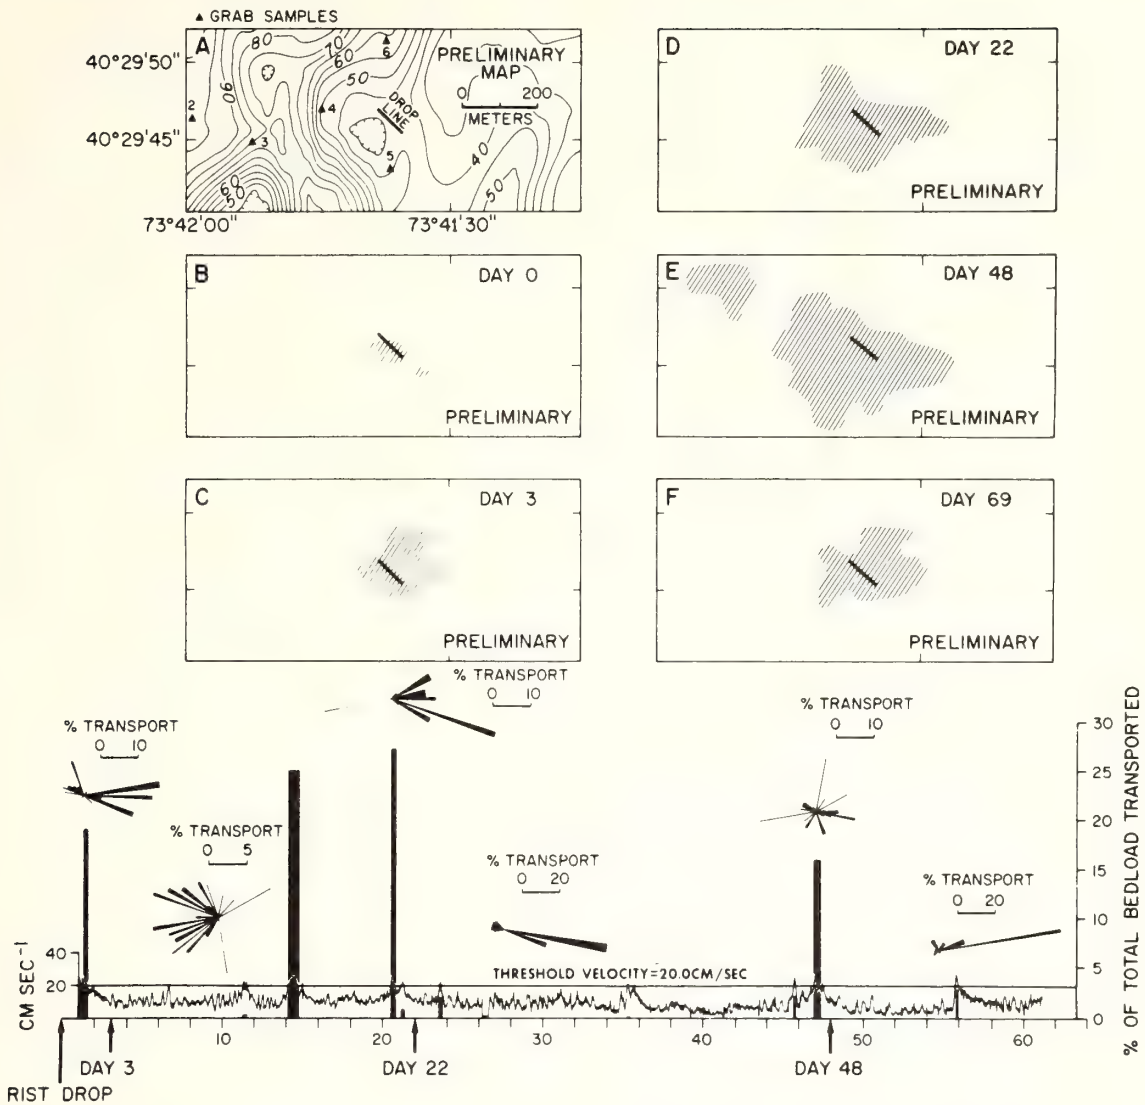 ▲ GRAB SAMPLES
A
PRELIMINARY
MAP
0 200
METERS
DROP
LINE
80
70
60
50
90
60
50
40
50
2
3
4
5
6
40°29'50"
40°29'45"
73°42'00"
73°41'30"
D
DAY 22
PRELIMINARY
B
DAY 0
PRELIMINARY
E
DAY 48
PRELIMINARY
C
DAY 3
PRELIMINARY
F
DAY 69
PRELIMINARY
% TRANSPORT
0 10
% TRANSPORT
0 5
% TRANSPORT
0 10
% TRANSPORT
0 20
% TRANSPORT
0 10
% TRANSPORT
0 20
THRESHOLD VELOCITY=20.0CM/SEC
CM SEC⁻¹
40
20
% OF TOTAL BEDLOAD TRANSPORTED
30
25
20
15
10
5
0
10 20 30 40 50 60
DAY 3
DAY 22
DAY 48
RIST DROP